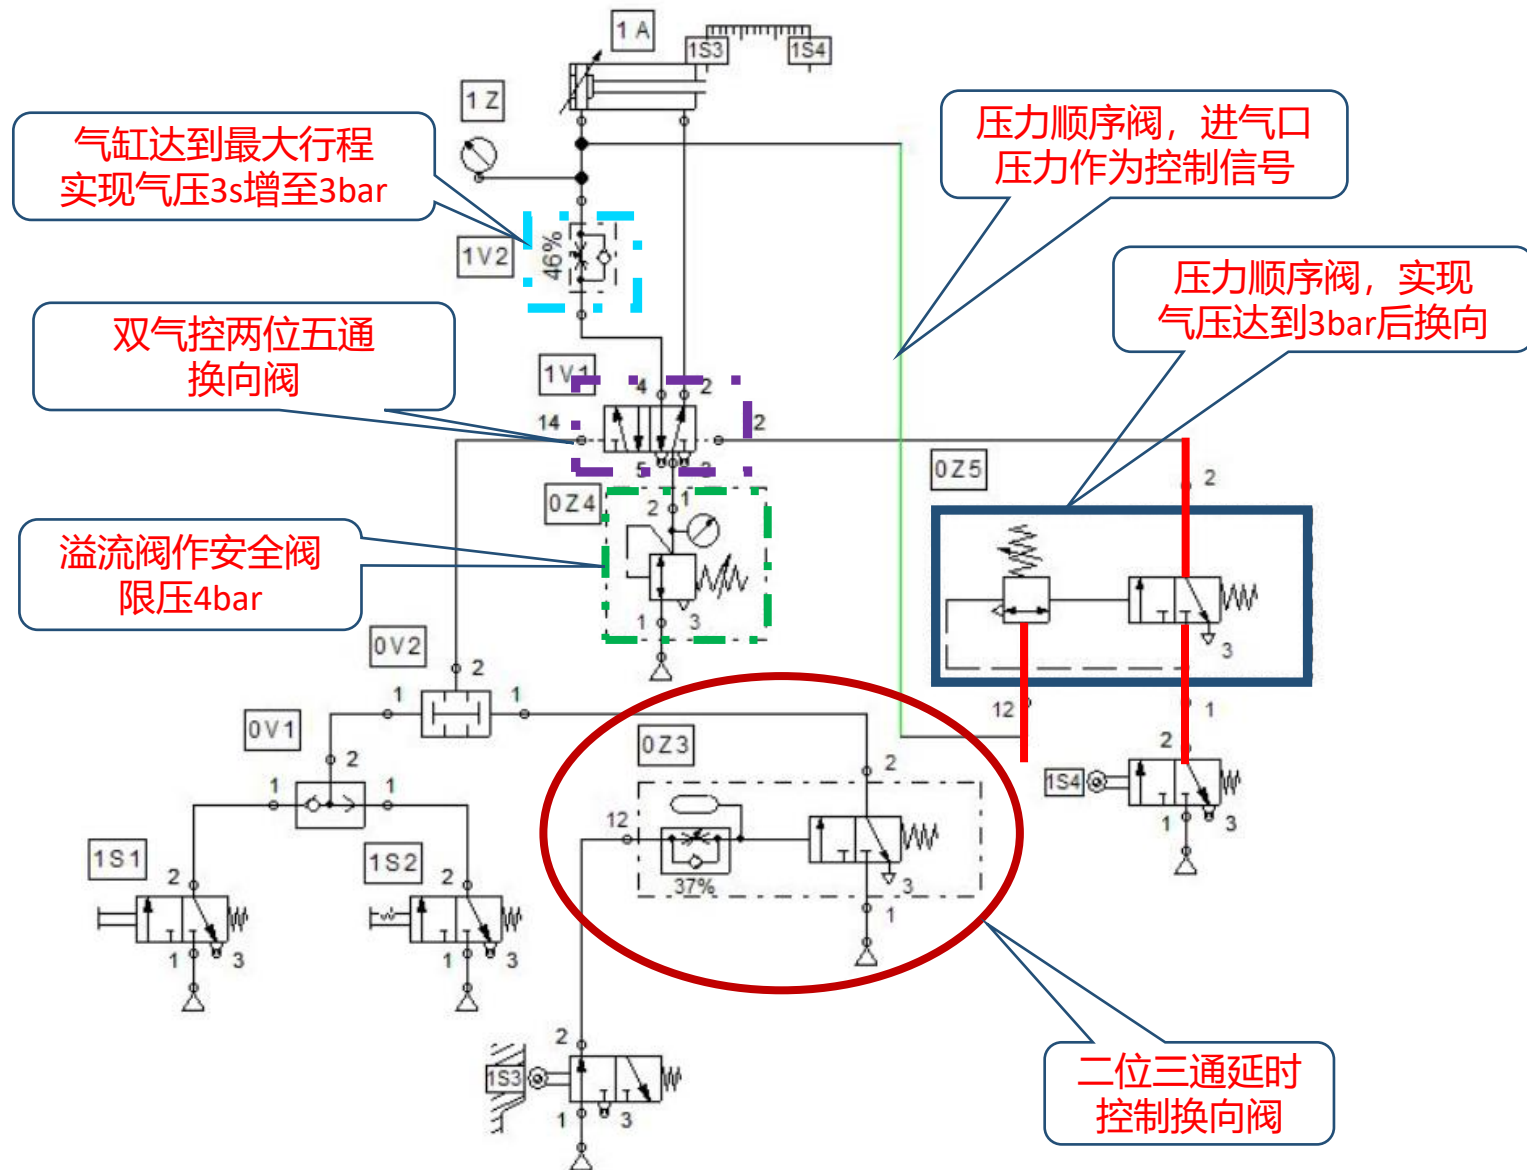 1A
1S3
1S4
1Z
气缸达到最大行程
实现气压3s增至3bar
压力顺序阀，进气口
压力作为控制信号
1V2
46%
压力顺序阀，实现
气压达到3bar后换向
双气控两位五通
换向阀
1V1
4
2
14
2
5
0Z5
2
0Z4
2
1
溢流阀作安全阀
限压4bar
1
3
3
0V2
2
1
1
12
1
0V1
2
1
1
0Z3
2
2
1S4
1
3
12
37%
3
1
1S1
2
1S2
2
1
3
1
3
2
1S3
1
3
二位三通延时
控制换向阀